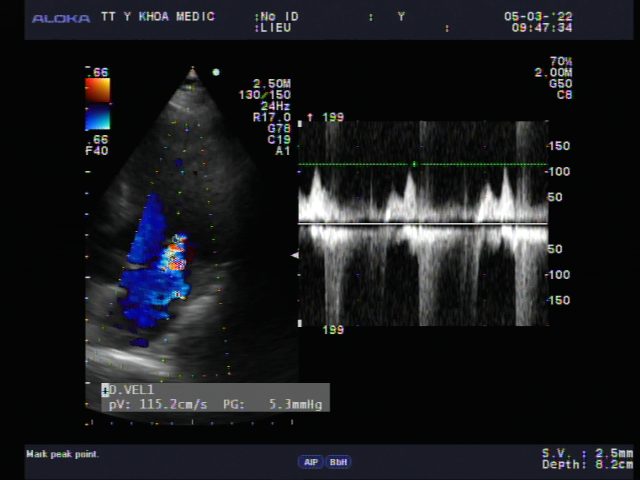 ALOKA TT Y KHOA MEDIC :No ID : Y 05-03-'22
:LIEU : 09:47:34
.66
.66
F40
2.50M
130/150
24Hz
R17.0
G78
C19
A1
70%
2.00M
G50
C8
↑ 199
150
100
50
50
100
150
199
D.VEL1
pV: 115.2cm/s PG: 5.3mmHg
Mark peak point.
AIP BbH
S.V. : 2.5mm
Depth: 8.2cm